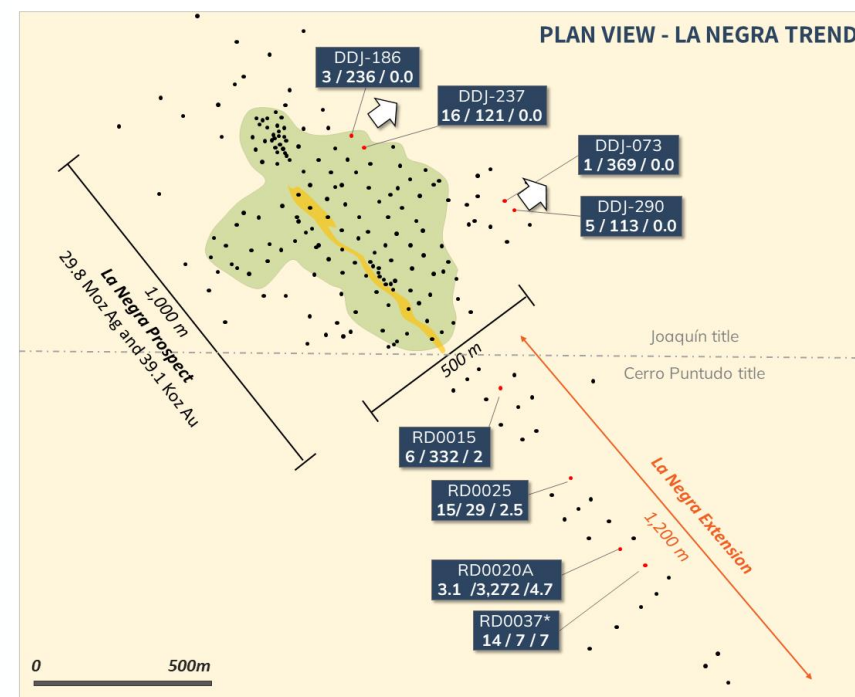 PLAN VIEW - LA NEGRA TREND
DDJ-186
3 / 236 / 0.0
DDJ-237
16 / 121 / 0.0
DDJ-073
1 / 369 / 0.0
DDJ-290
5 / 113 / 0.0
1,000 m
La Negra Prospect
29.8 Moz Ag and 39.1 Koz Au
500 m
Joaquín title
Cerro Puntudo title
RD0015
6 / 332 / 2
RD0025
15/ 29 / 2.5
La Negra Extension
1,200 m
RD0020A
3.1 /3,272 /4.7
RD0037*
14 / 7 / 7
0 500m